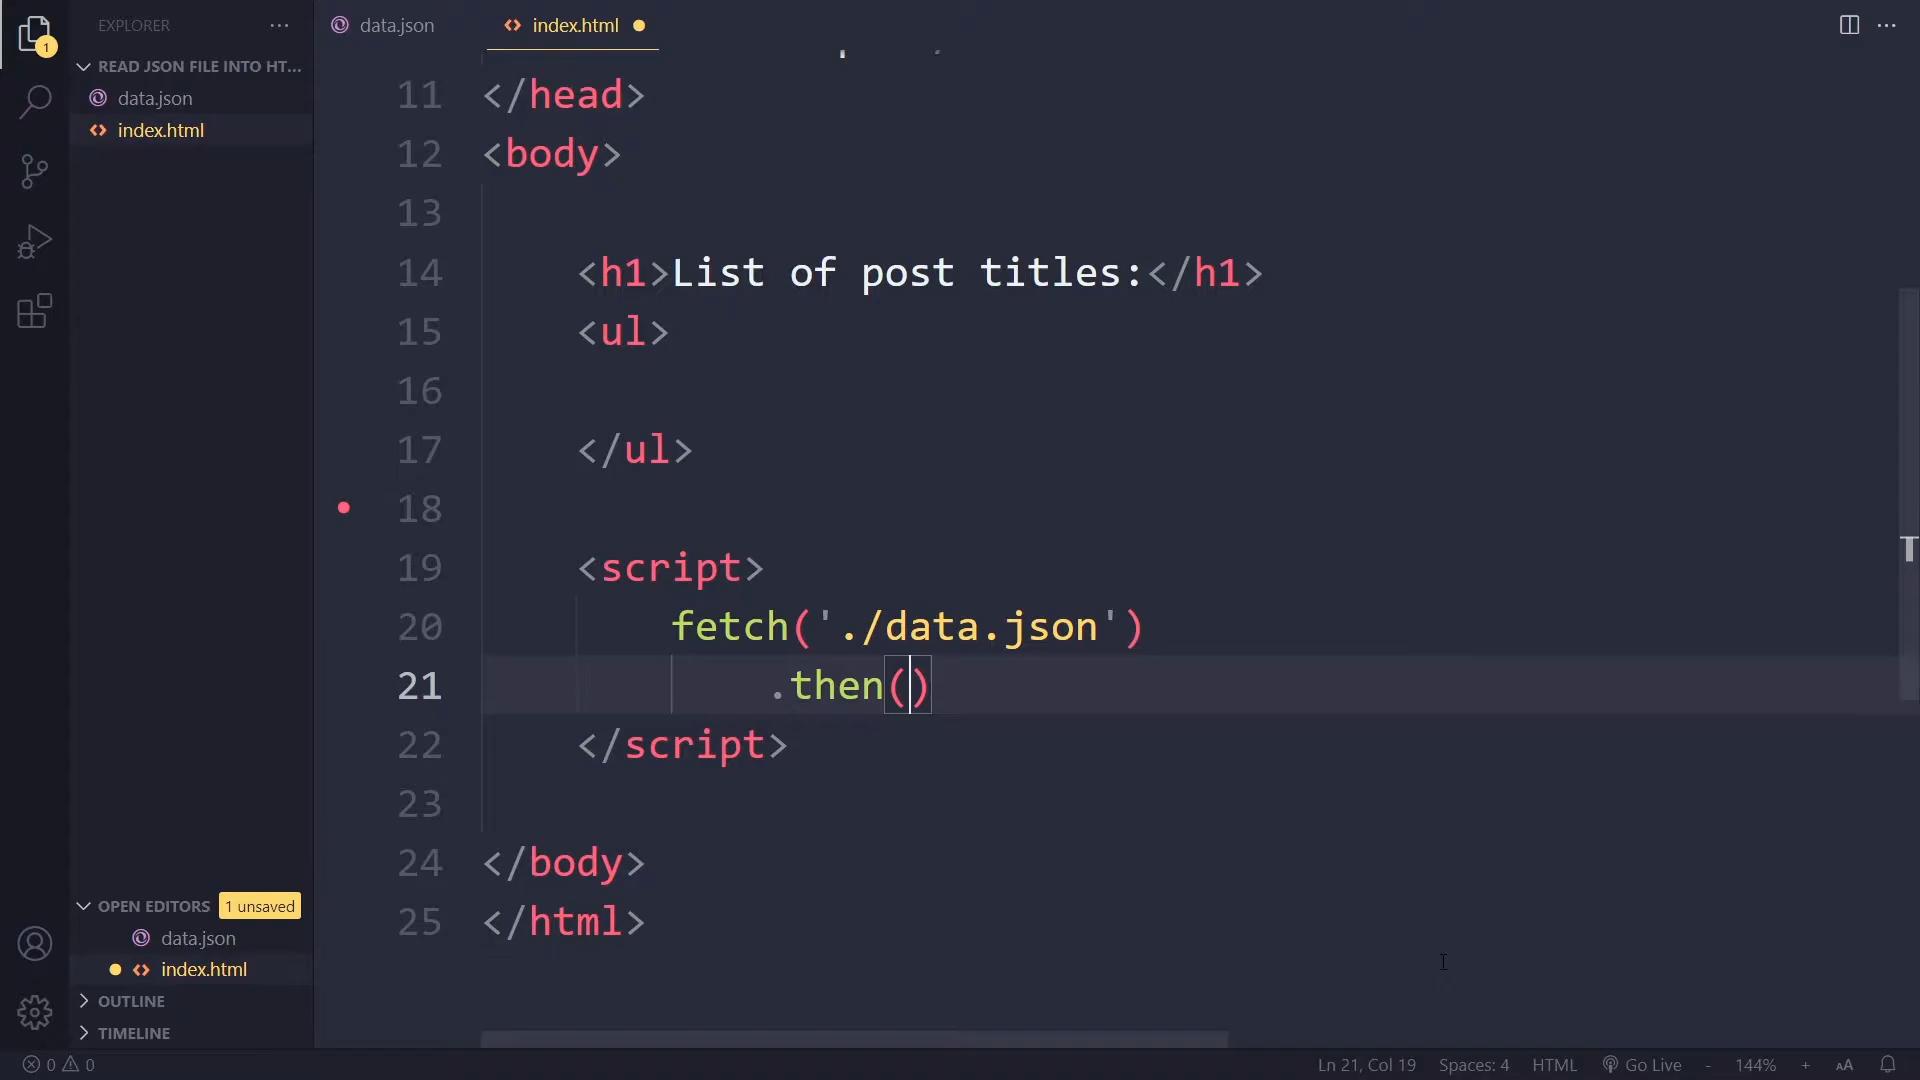 EXPLORER
READ JSON FILE INTO HT...
data.json
index.html
data.json
index.html
11 </head>
12 <body>
13
14 <h1>List of post titles:</h1>
15 <ul>
16
17 </ul>
18
19 <script>
20 fetch('./data.json')
21 .then()
22 </script>
23
24 </body>
25 </html>
1
OPEN EDITORS 1 unsaved
data.json
index.html
OUTLINE
TIMELINE
0 0
Ln 21, Col 19 Spaces: 4 HTML Go Live - 144% + AA